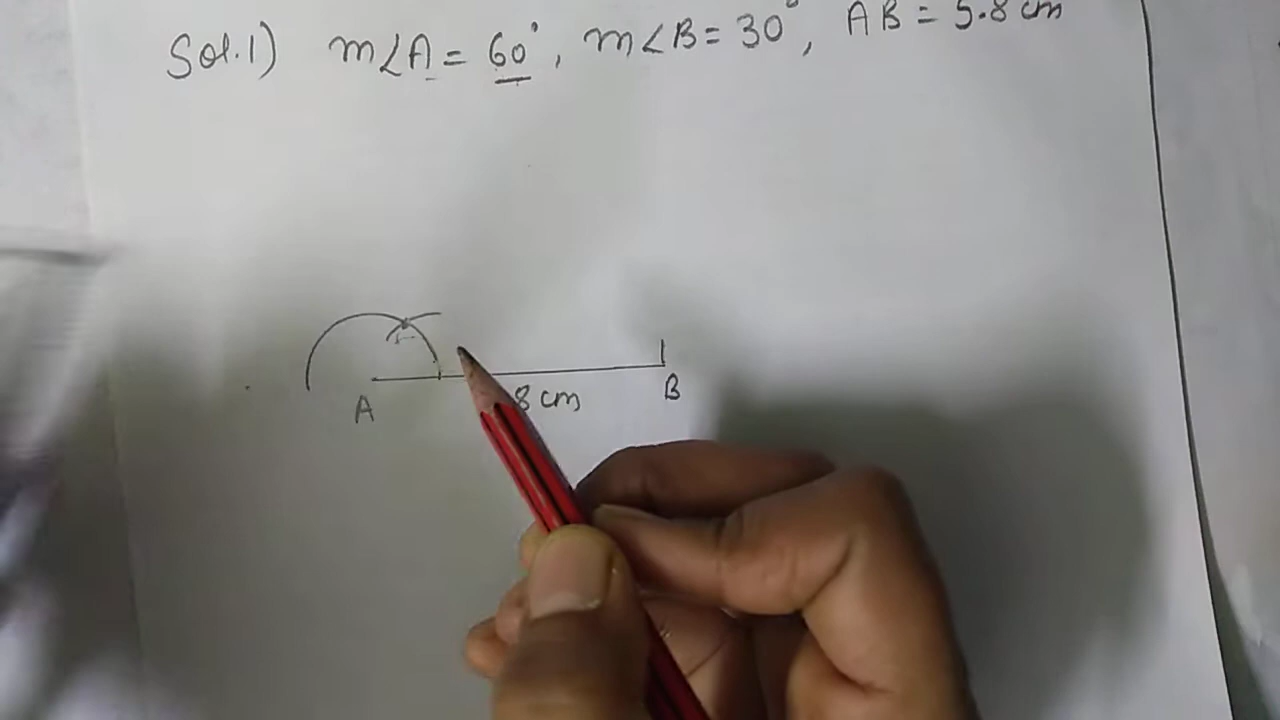 Sol.1) m∠A = 60°, m∠B = 30°, AB = 5.8 cm
8 cm
A
B